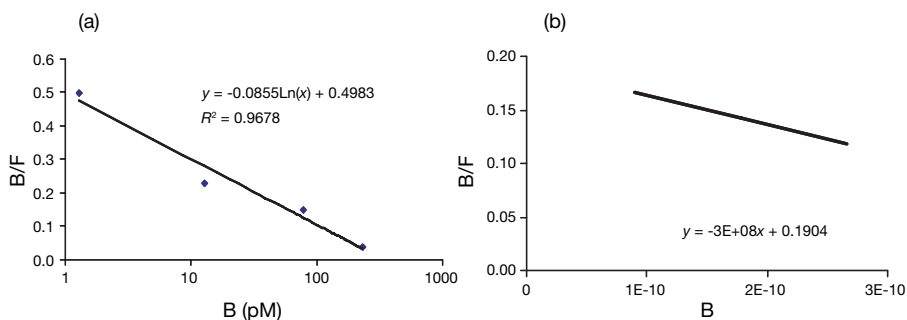 (a)
0.6
0.5
0.4
0.3
0.2
0.1
0.0
B/F
y = -0.0855Ln(x) + 0.4983
R² = 0.9678
1
10
100
1000
B (pM)
(b)
0.20
0.15
0.10
0.05
0.00
B/F
y = -3E+08x + 0.1904
0
1E-10
2E-10
3E-10
B